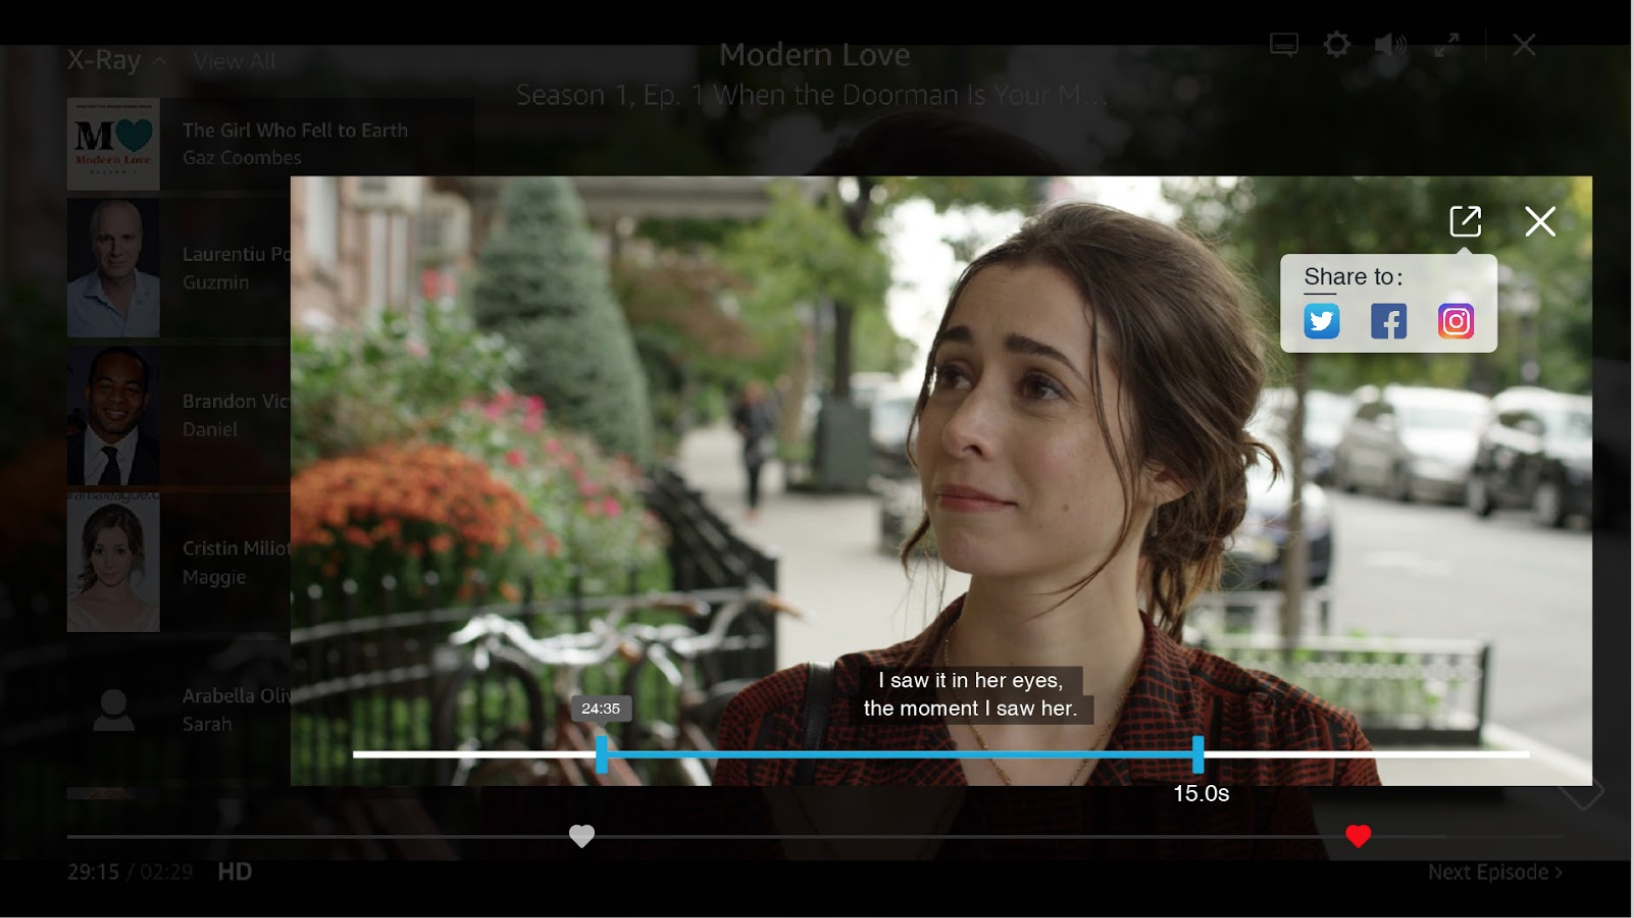 X-Ray
View All
Modern Love
Season 1, Ep. 1 When the Doorman Is Your M...
M
Modern Love
The Girl Who Fell to Earth
Gaz Coombes
Laurentiu Po
Guzmin
Brandon Vic
Daniel
Cristin Miliot
Maggie
Arabella Oliv
Sarah
Share to:
I saw it in her eyes,
the moment I saw her.
24:35
15.0s
29:15 / 02:29
HD
Next Episode >